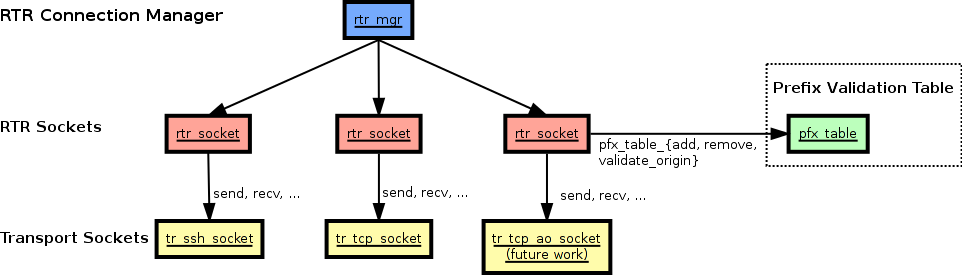 RTR Connection Manager
rtr_mgr
Prefix Validation Table
RTR Sockets
rtr_socket
rtr_socket
rtr_socket
pfx_table
pfx_table_{add, remove,
validate_origin}
send, recv, ...
send, recv, ...
send, recv, ...
Transport Sockets
tr_ssh_socket
tr_tcp_socket
tr_tcp_ao_socket
(future work)